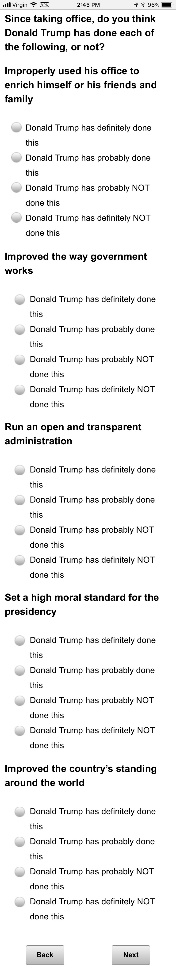 Virgin
2:45 PM
95%
Since taking office, do you think
Donald Trump has done each of
the following, or not?
Improperly used his office to
enrich himself or his friends and
family
Donald Trump has definitely done
this
Donald Trump has probably done
this
Donald Trump has probably NOT
done this
Donald Trump has definitely NOT
done this
Improved the way government
works
Donald Trump has definitely done
this
Donald Trump has probably done
this
Donald Trump has probably NOT
done this
Donald Trump has definitely NOT
done this
Run an open and transparent
administration
Donald Trump has definitely done
this
Donald Trump has probably done
this
Donald Trump has probably NOT
done this
Donald Trump has definitely NOT
done this
Set a high moral standard for the
presidency
Donald Trump has definitely done
this
Donald Trump has probably done
this
Donald Trump has probably NOT
done this
Donald Trump has definitely NOT
done this
Improved the country's standing
around the world
Donald Trump has definitely done
this
Donald Trump has probably done
this
Donald Trump has probably NOT
done this
Donald Trump has definitely NOT
done this
Back
Next